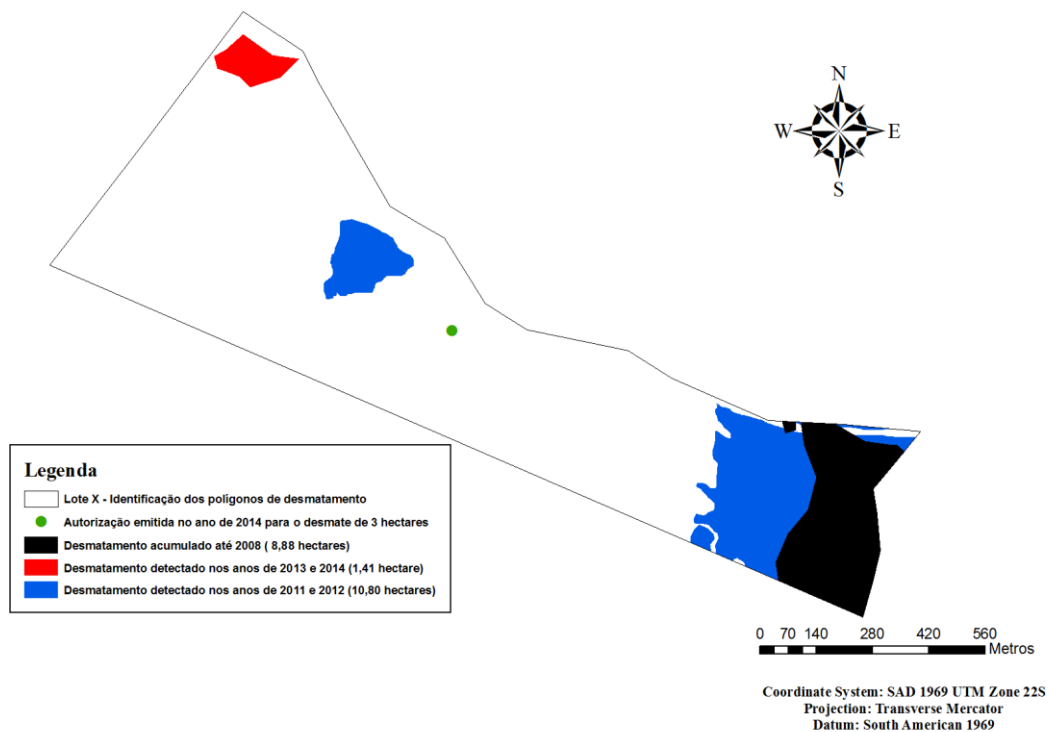 N
W E
S
Legenda
Lote X - Identificação dos polígonos de desmatamento
Autorização emitida no ano de 2014 para o desmate de 3 hectares
Desmatamento acumulado até 2008 ( 8,88 hectares)
Desmatamento detectado nos anos de 2013 e 2014 (1,41 hectare)
Desmatamento detectado nos anos de 2011 e 2012 (10,80 hectares)
0 70 140 280 420 560
Metros
Coordinate System: SAD 1969 UTM Zone 22S
Projection: Transverse Mercator
Datum: South American 1969